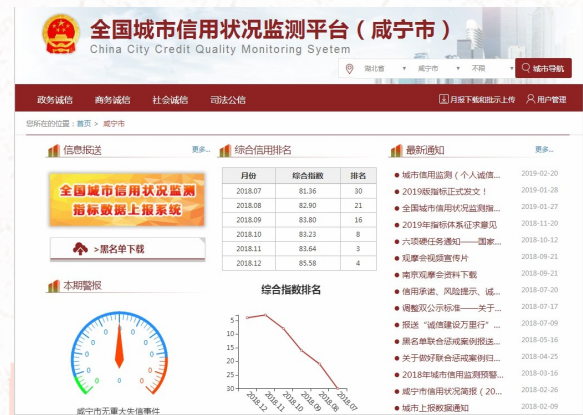 全国城市信用状况监测平台（咸宁市）
China City Credit Quality Monitoring Syetem
湖北省 咸宁市 不限 城市导航
政务诚信 商务诚信 社会诚信 司法公信 月报下载和批示上传 用户管理
您所在的位置：首页 > 咸宁市
信息报送 更多...
全国城市信用状况监测
指标数据上报系统
>黑名单下载
本期警报
0 0 0 0 0 0
咸宁市无重大失信事件
综合信用排名
月份 综合指数 排名
2018.07 81.36 30
2018.08 82.90 21
2018.09 83.80 16
2018.10 83.23 8
2018.11 83.64 3
2018.12 85.58 4
综合指数排名
5
10
15
20
25
30
2018.12 2018.11 2018.10 2018.09 2018.08 2018.07
最新通知 更多...
城市信用监测（个人诚信... 2019-02-20
2019版指标正式发文！ 2019-01-28
全国城市信用状况监测指... 2019-01-27
2019年指标体系征求意见 2018-11-20
六项硬任务通知——国家... 2018-10-12
观摩会视频宣传片 2018-09-21
南京观摩会资料下载 2018-09-21
信用承诺、风险提示、诚... 2018-07-20
调整双公示标准——关于... 2018-07-17
报送“诚信建设万里行”... 2018-07-09
黑名单联合惩戒案例报送... 2018-05-16
关于做好联合惩戒案例归... 2018-04-25
2018年城市信用监测预警... 2018-03-16
咸宁市信用状况简报（20... 2018-02-26
城市上报数据通知 2018-02-09